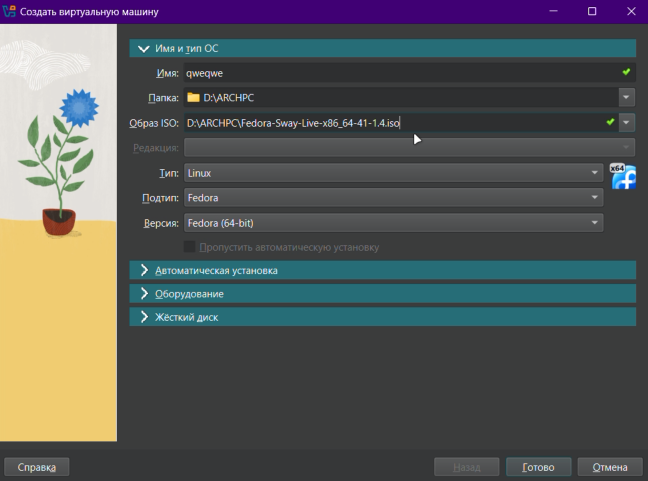 Создать виртуальную машину
Имя и тип ОС
Имя: qweqwe
Папка: D:\ARCHPC
Образ ISO: D:\ARCHPC\Fedora-Sway-Live-x86_64-41-1.4.iso
Редакция:
Тип: Linux
x64
Подтип: Fedora
Версия: Fedora (64-bit)
Пропустить автоматическую установку
Автоматическая установка
Оборудование
Жёсткий диск
Справка Назад Готово Отмена